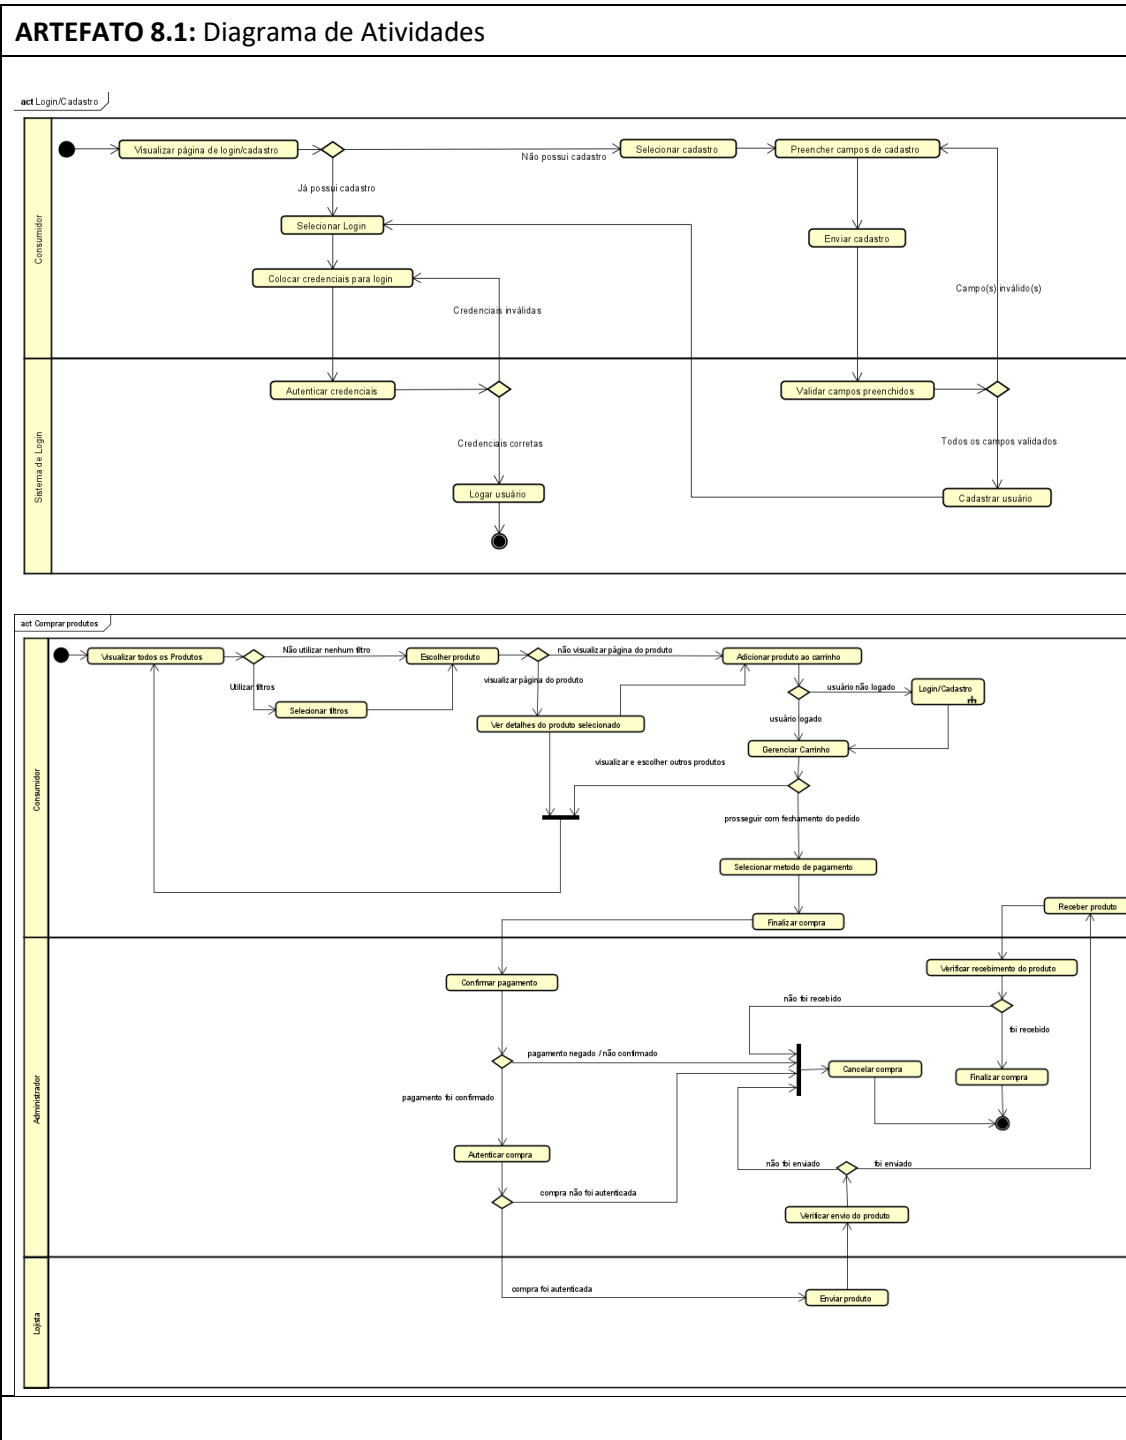 ARTEFATO 8.1: Diagrama de Atividades
act Login/Cadastro
Consumidor
Visualizar página de login/cadastro
Não possui cadastro
Selecionar cadastro
Preencher campos de cadastro
Já possui cadastro
Selecionar Login
Enviar cadastro
Colocar credenciais para login
Credenciais inválidas
Campo(s) inválido(s)
Sistema de Login
Autenticar credenciais
Validar campos preenchidos
Credenciais corretas
Todos os campos validados
Logar usuário
Cadastrar usuário
act Comprar produtos
Consumidor
Visualizar todos os Produtos
Não utilizar nenhum filtro
Escolher produto
não visualizar página do produto
Adicionar produto ao carrinho
Utilizar filtros
Selecionar filtros
visualizar página do produto
Ver detalhes do produto selecionado
usuário não logado
Login/Cadastro
usuário logado
Gerenciar Carrinho
visualizar e escolher outros produtos
prosseguir com fechamento do pedido
Selecionar metodo de pagamento
Finalizar compra
Receber produto
Administrador
Confirmar pagamento
Verificar recebimento do produto
não foi recebido
foi recebido
pagamento negado / não confirmado
Cancelar compra
Finalizar compra
pagamento foi confirmado
Autenticar compra
não foi enviado
foi enviado
compra não foi autenticada
Verificar envio do produto
Lojista
compra foi autenticada
Enviar produto